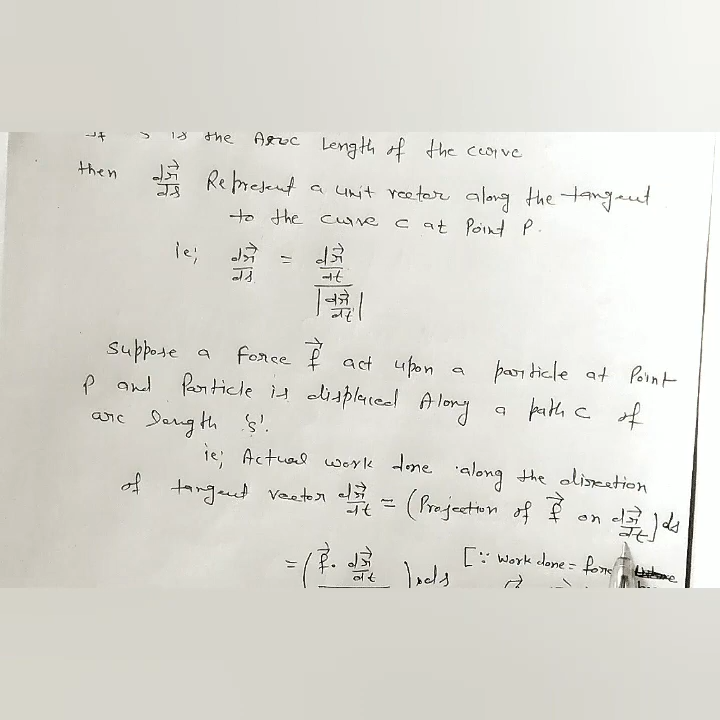 If s is the Arc Length of the curve
then dr⃗/ds Represent a unit vector along the tangent
to the curve c at Point P.
ie; dr⃗/ds = (dr⃗/dt)/|dr⃗/dt|
Suppose a force f⃗ act upon a particle at Point
P and Particle is displaced Along a path C of
arc length 's'.
ie; Actual work done along the direction
of tangent vector dr⃗/dt = (Projection of f⃗ on dr⃗/dt) ds
= (f⃗ . dr⃗/dt ) ds [∵ work done = force